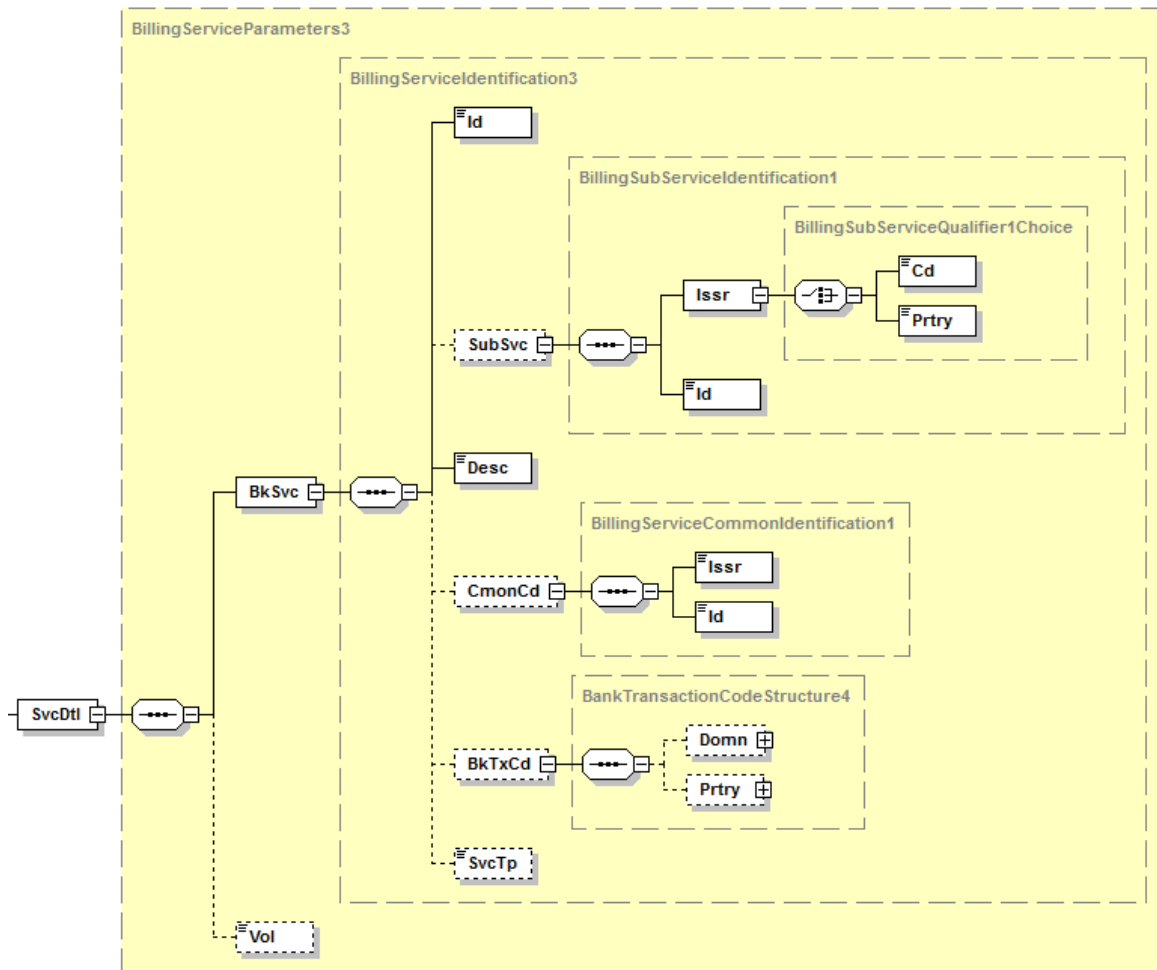 BillingServiceParameters3
BillingServiceIdentification3
Id
BillingSubServiceIdentification1
BillingSubServiceQualifier1Choice
Cd
Issr
Prtry
SubSvc
Id
Desc
BkSvc
BillingServiceCommonIdentification1
Issr
CmonCd
Id
BankTransactionCodeStructure4
SvcDtl
Domn
BkTxCd
Prtry
SvcTp
Vol